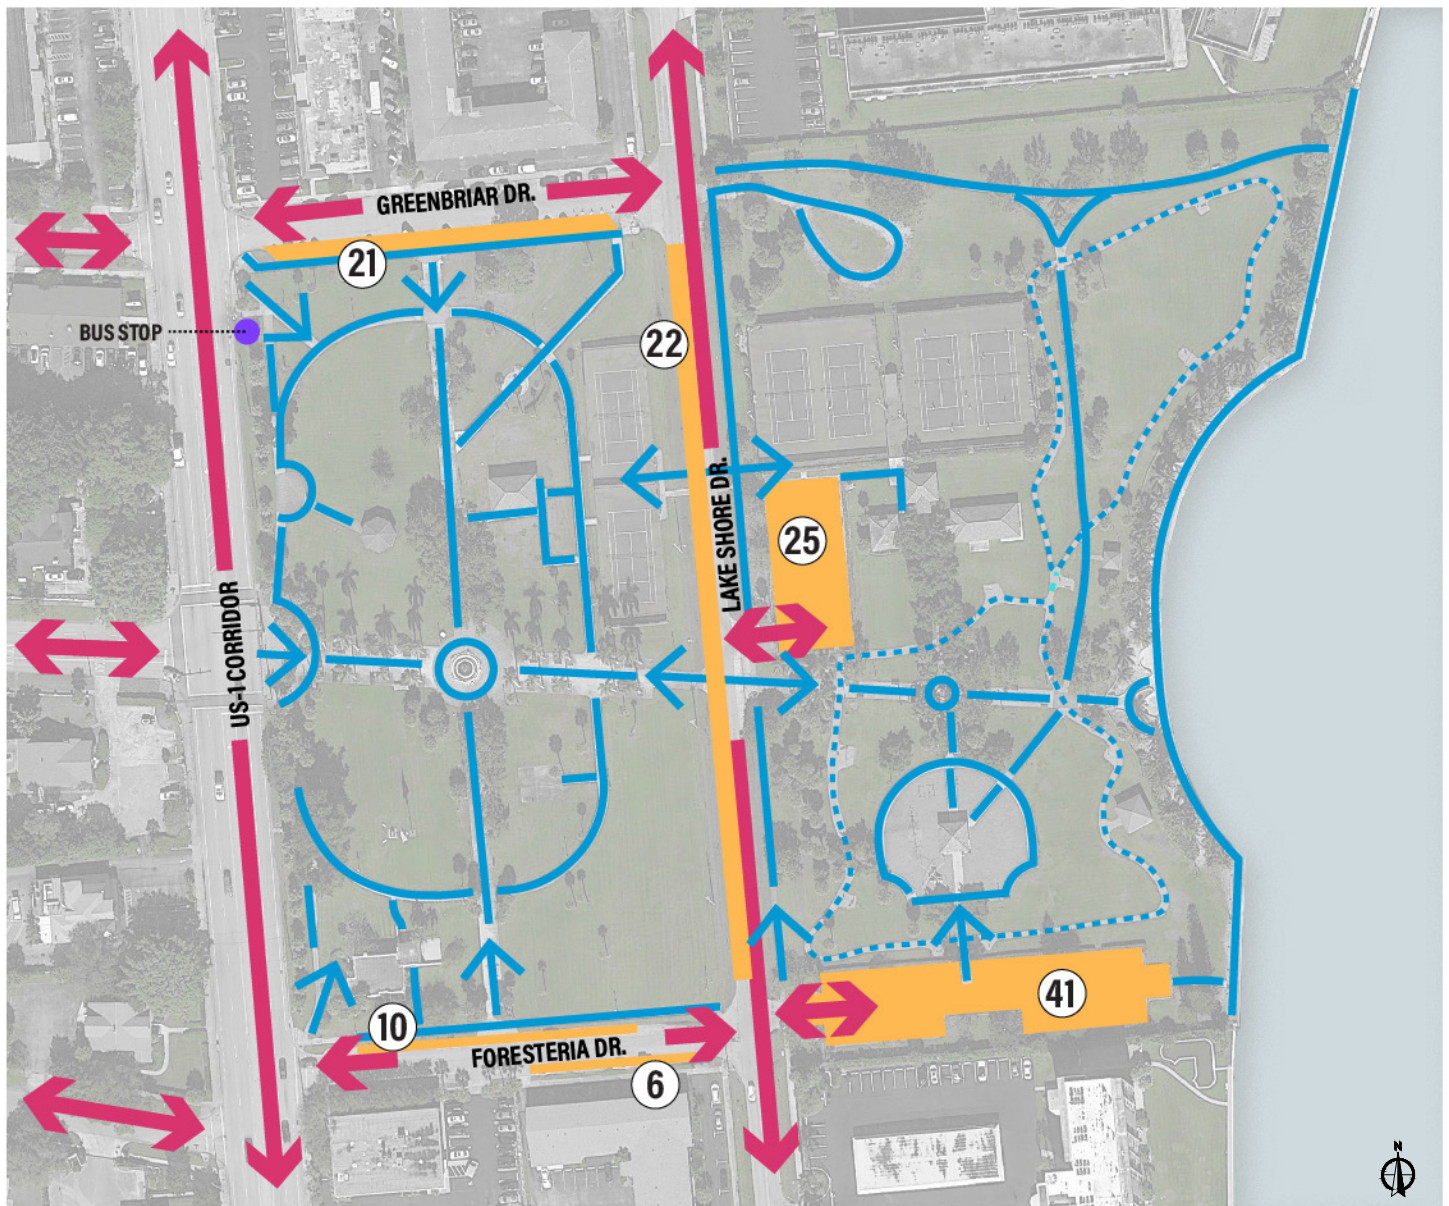 GREENBRIAR DR.
21
BUS STOP
22
25
LAKE SHORE DR.
US-1 CORRIDOR
10
FORESTERIA DR.
41
6
N